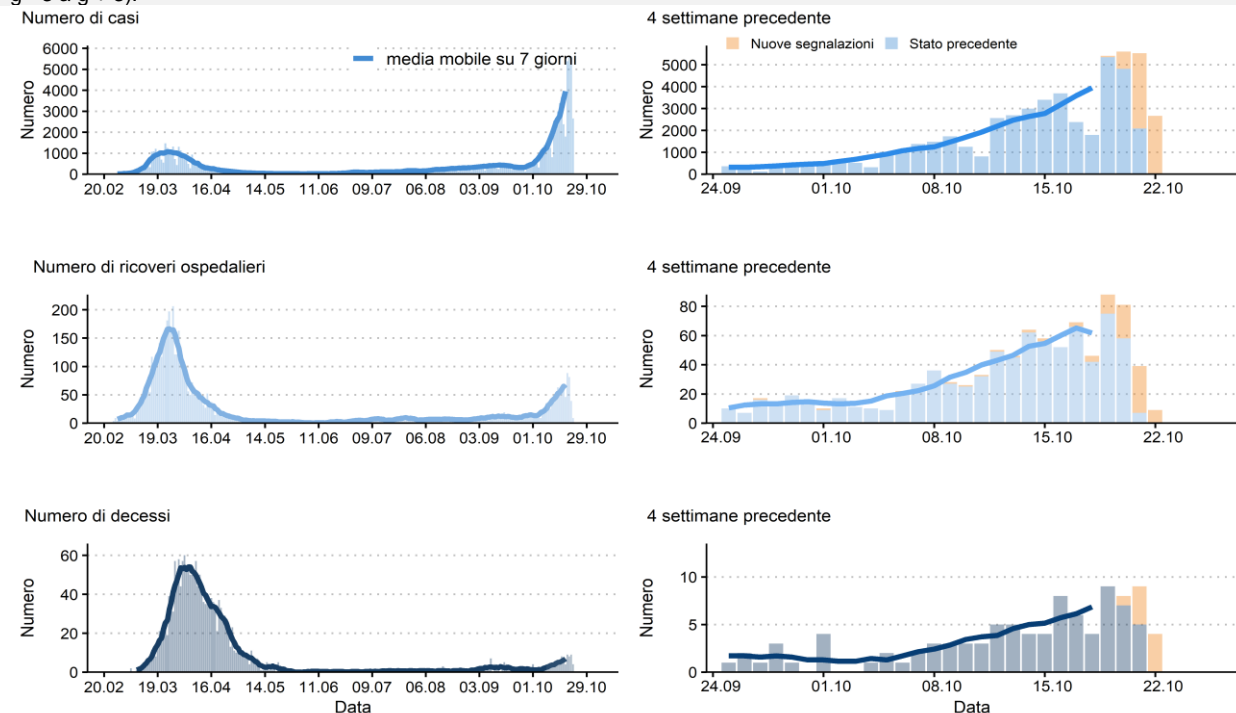 Numero di casi
4 settimane precedente
media mobile su 7 giorni
Nuove segnalazioni
Stato precedente
Numero
6000
5000
4000
3000
2000
1000
0
20.02 19.03 16.04 14.05 11.06 09.07 06.08 03.09 01.10 29.10
Numero
5000
4000
3000
2000
1000
0
24.09 01.10 08.10 15.10 22.10
Numero di ricoveri ospedalieri
4 settimane precedente
Numero
200
150
100
50
0
20.02 19.03 16.04 14.05 11.06 09.07 06.08 03.09 01.10 29.10
Numero
80
60
40
20
0
24.09 01.10 08.10 15.10 22.10
Numero di decessi
4 settimane precedente
Numero
60
40
20
0
20.02 19.03 16.04 14.05 11.06 09.07 06.08 03.09 01.10 29.10
Data
Numero
10
5
0
24.09 01.10 08.10 15.10 22.10
Data